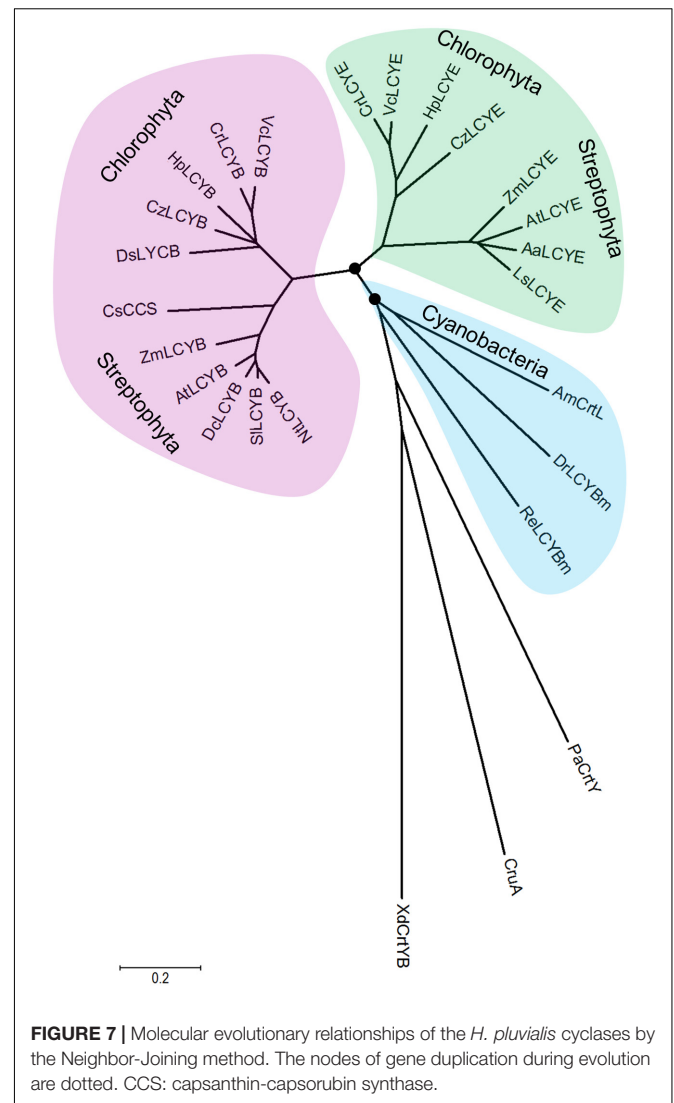 Chlorophyta
CrLCYE
VcLCYE
HpLCYE
CzLCYE
Streptophyta
ZmLCYE
AtLCYE
AaLCYE
LsLCYE
Chlorophyta
VcLCYB
CrLCYB
HpLCYB
CzLCYB
DsLYCB
CsCCS
ZmLCYB
AtLCYB
DcLCYB
SlLCYB
NtLCYB
Streptophyta
Cyanobacteria
AmCrtL
DrLCYBm
ReLCYBm
PaCrtY
CruA
XdCrtYB
0.2
FIGURE 7 | Molecular evolutionary relationships of the H. pluvialis cyclases by
the Neighbor-Joining method. The nodes of gene duplication during evolution
are dotted. CCS: capsanthin-capsorubin synthase.